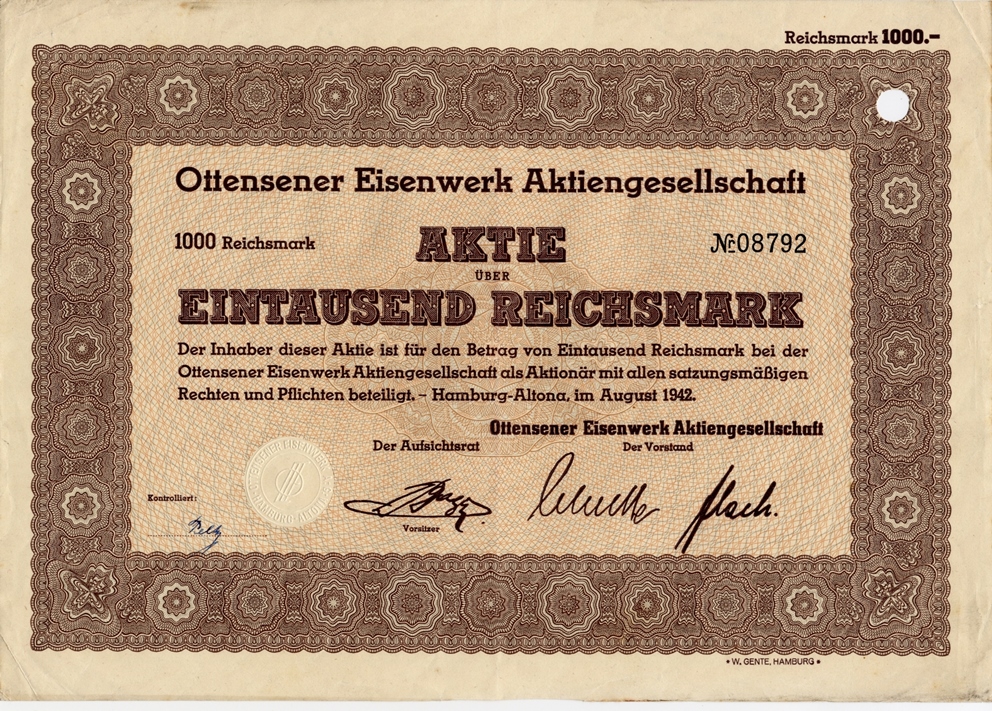 Reichsmark 1000.–
Ottensener Eisenwerk Aktiengesellschaft
1000 Reichsmark
AKTIE
№ 08792
ÜBER
EINTAUSEND REICHSMARK
Der Inhaber dieser Aktie ist für den Betrag von Eintausend Reichsmark bei der
Ottensener Eisenwerk Aktiengesellschaft als Aktionär mit allen satzungsmäßigen
Rechten und Pflichten beteiligt. – Hamburg-Altona, im August 1942.
Ottensener Eisenwerk Aktiengesellschaft
Der Aufsichtsrat
Der Vorstand
Kontrolliert:
Vorsitzer
• W. GENTE, HAMBURG •